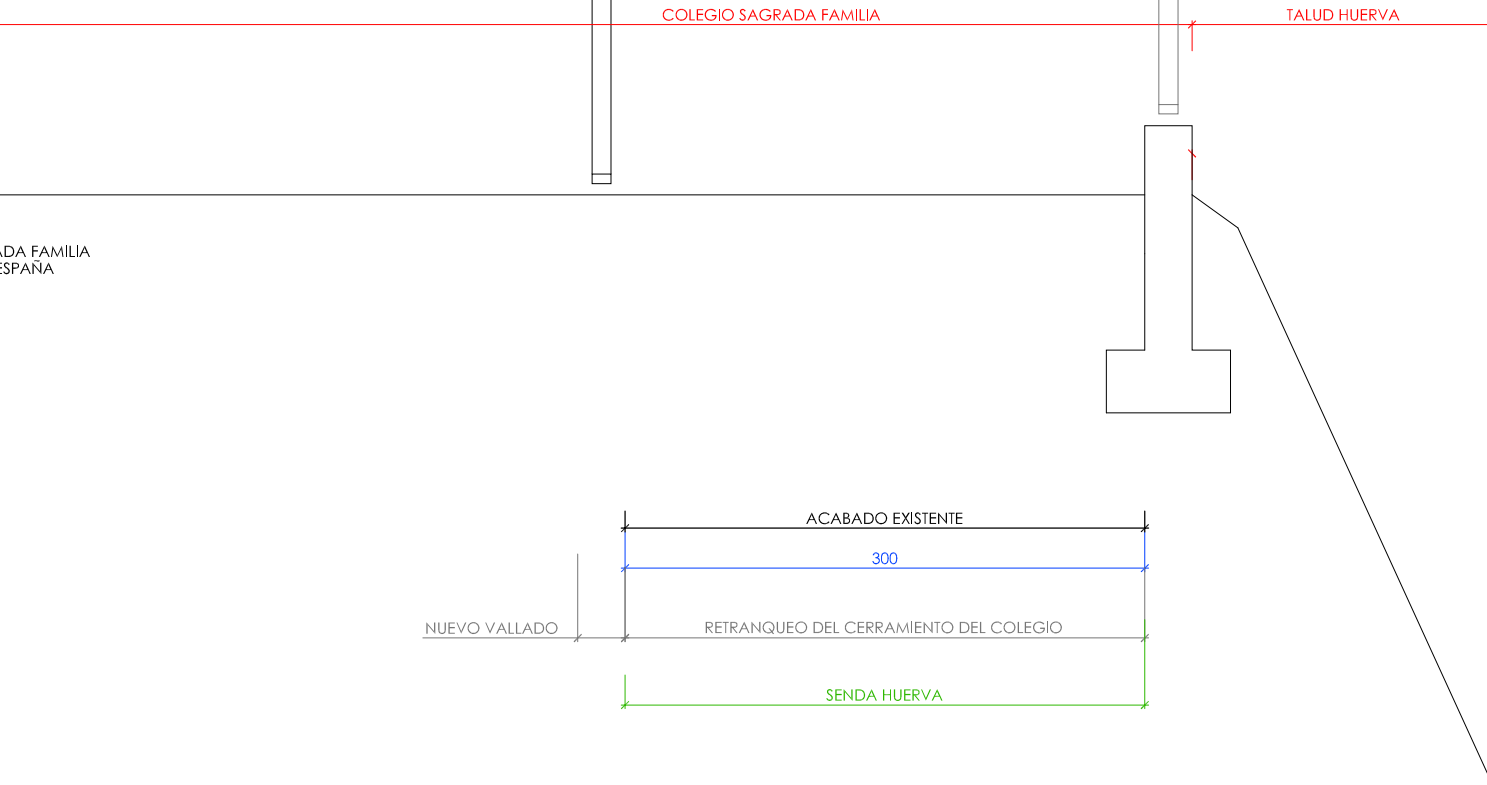 COLEGIO SAGRADA FAMILIA
TALUD HUERVA
FAMILIA
ESPAÑA
ACABADO EXISTENTE
300
NUEVO VALLADO
RETRANQUEO DEL CERRAMIENTO DEL COLEGIO
SENDA HUERVA